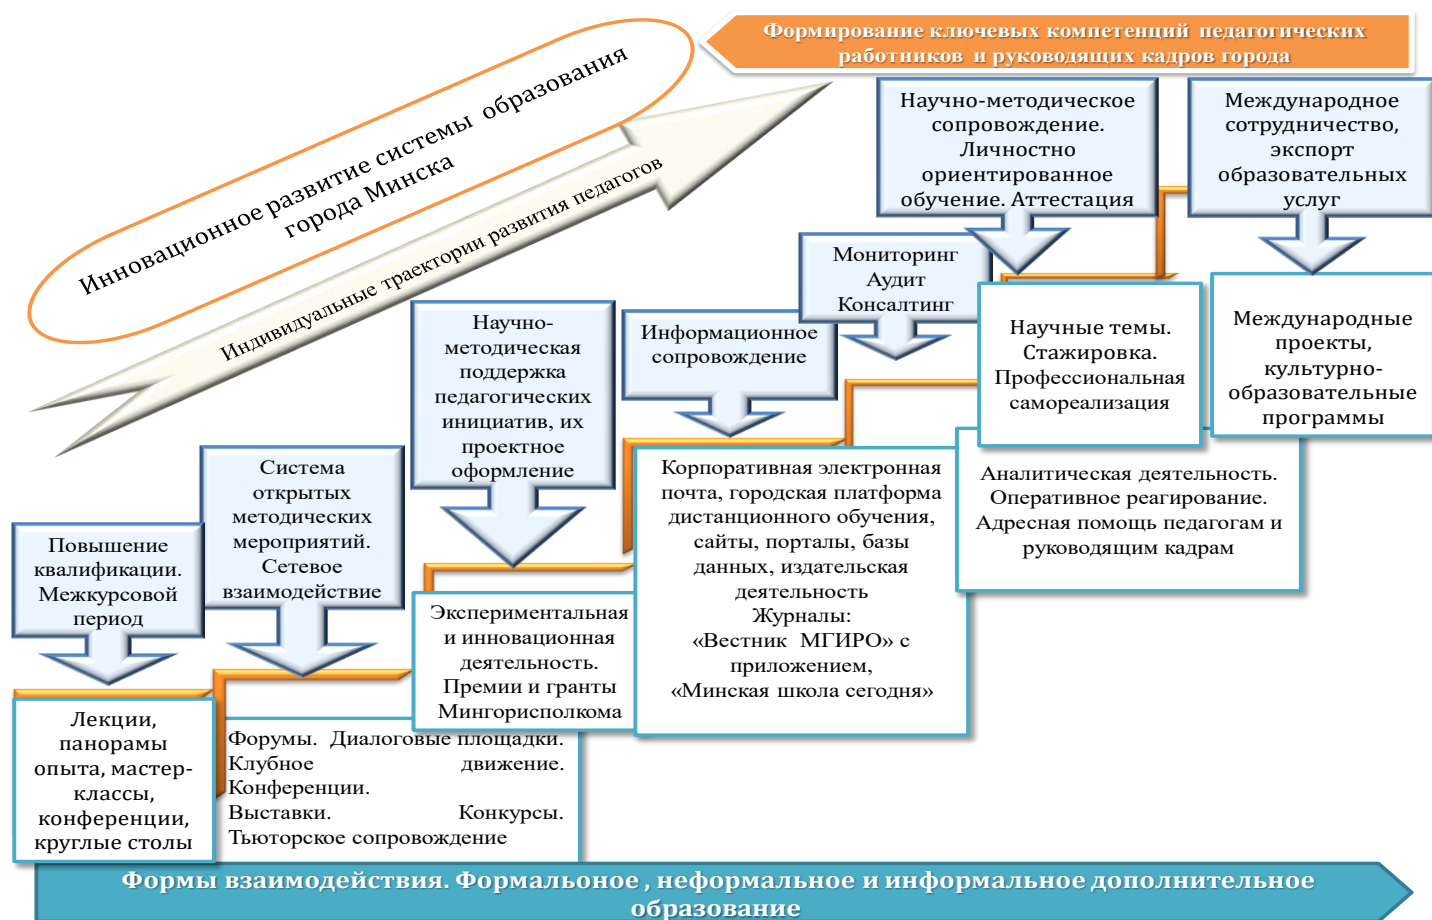 Формирование ключевых компетенций педагогических
работников и руководящих кадров города
Инновационное развитие системы образования
города Минска
Индивидуальные траектории развития педагогов
Повышение
квалификации.
Межкурсовой
период
Система
открытых
методических
мероприятий.
Сетевое
взаимодействие
Научно-
методическая
поддержка
педагогических
инициатив, их
проектное
оформление
Информационное
сопровождение
Мониторинг
Аудит
Консалтинг
Научно-методическое
сопровождение.
Личностно
ориентированное
обучение. Аттестация
Международное
сотрудничество,
экспорт
образовательных
услуг
Лекции,
панорамы
опыта, мастер-
классы,
конференции,
круглые столы
Форумы. Диалоговые площадки.
Клубное движение.
Конференции.
Выставки. Конкурсы.
Тьюторское сопровождение
Экспериментальная
и инновационная
деятельность.
Премии и гранты
Мингорисполкома
Корпоративная электронная
почта, городская платформа
дистанционного обучения,
сайты, порталы, базы
данных, издательская
деятельность
Журналы:
«Вестник МГИРО» с
приложением,
«Минская школа сегодня»
Аналитическая деятельность.
Оперативное реагирование.
Адресная помощь педагогам и
руководящим кадрам
Научные темы.
Стажировка.
Профессиональная
самореализация
Международные
проекты,
культурно-
образовательные
программы
Формы взаимодействия. Формальоное , неформальное и информальное дополнительное
образование